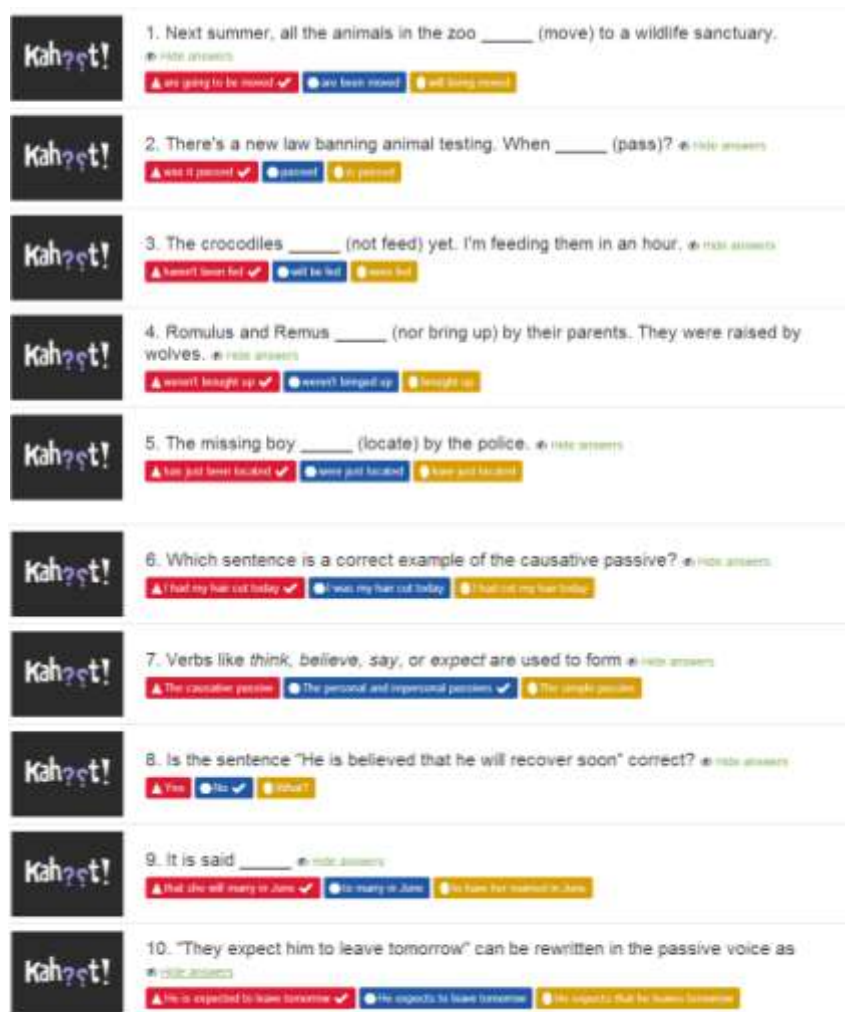 Kahoot!
1. Next summer, all the animals in the zoo ______ (move) to a wildlife sanctuary.
Hide answers
are going to be moved ✔ are been moved will being moved
Kahoot!
2. There's a new law banning animal testing. When ______ (pass)? Hide answers
was it passed ✔ passed is passed
Kahoot!
3. The crocodiles ______ (not feed) yet. I'm feeding them in an hour. Hide answers
haven't been fed ✔ will be fed were fed
Kahoot!
4. Romulus and Remus ______ (nor bring up) by their parents. They were raised by
wolves. Hide answers
weren't brought up ✔ weren't bringed up brought up
Kahoot!
5. The missing boy ______ (locate) by the police. Hide answers
has just been located ✔ were just located have just located
Kahoot!
6. Which sentence is a correct example of the causative passive? Hide answers
I had my hair cut today ✔ I was my hair cut today I had cut my hair today
Kahoot!
7. Verbs like think, believe, say, or expect are used to form Hide answers
The causative passive The personal and impersonal passives ✔ The simple passive
Kahoot!
8. Is the sentence "He is believed that he will recover soon" correct? Hide answers
Yes No ✔ What?
Kahoot!
9. It is said ______ Hide answers
that she will marry in June ✔ to marry in June to have her married in June
Kahoot!
10. "They expect him to leave tomorrow" can be rewritten in the passive voice as
Hide answers
He is expected to leave tomorrow ✔ He expects to leave tomorrow He expects that he leaves tomorrow